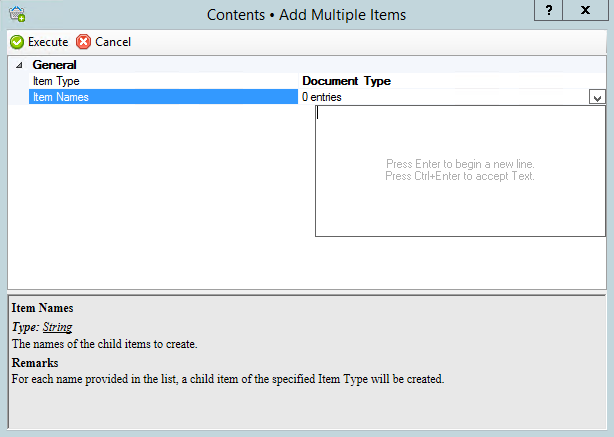 Contents • Add Multiple Items
? X
Execute Cancel
General
Item Type Document Type
Item Names 0 entries
Press Enter to begin a new line.
Press Ctrl+Enter to accept Text.
Item Names
Type: String
The names of the child items to create.
Remarks
For each name provided in the list, a child item of the specified Item Type will be created.